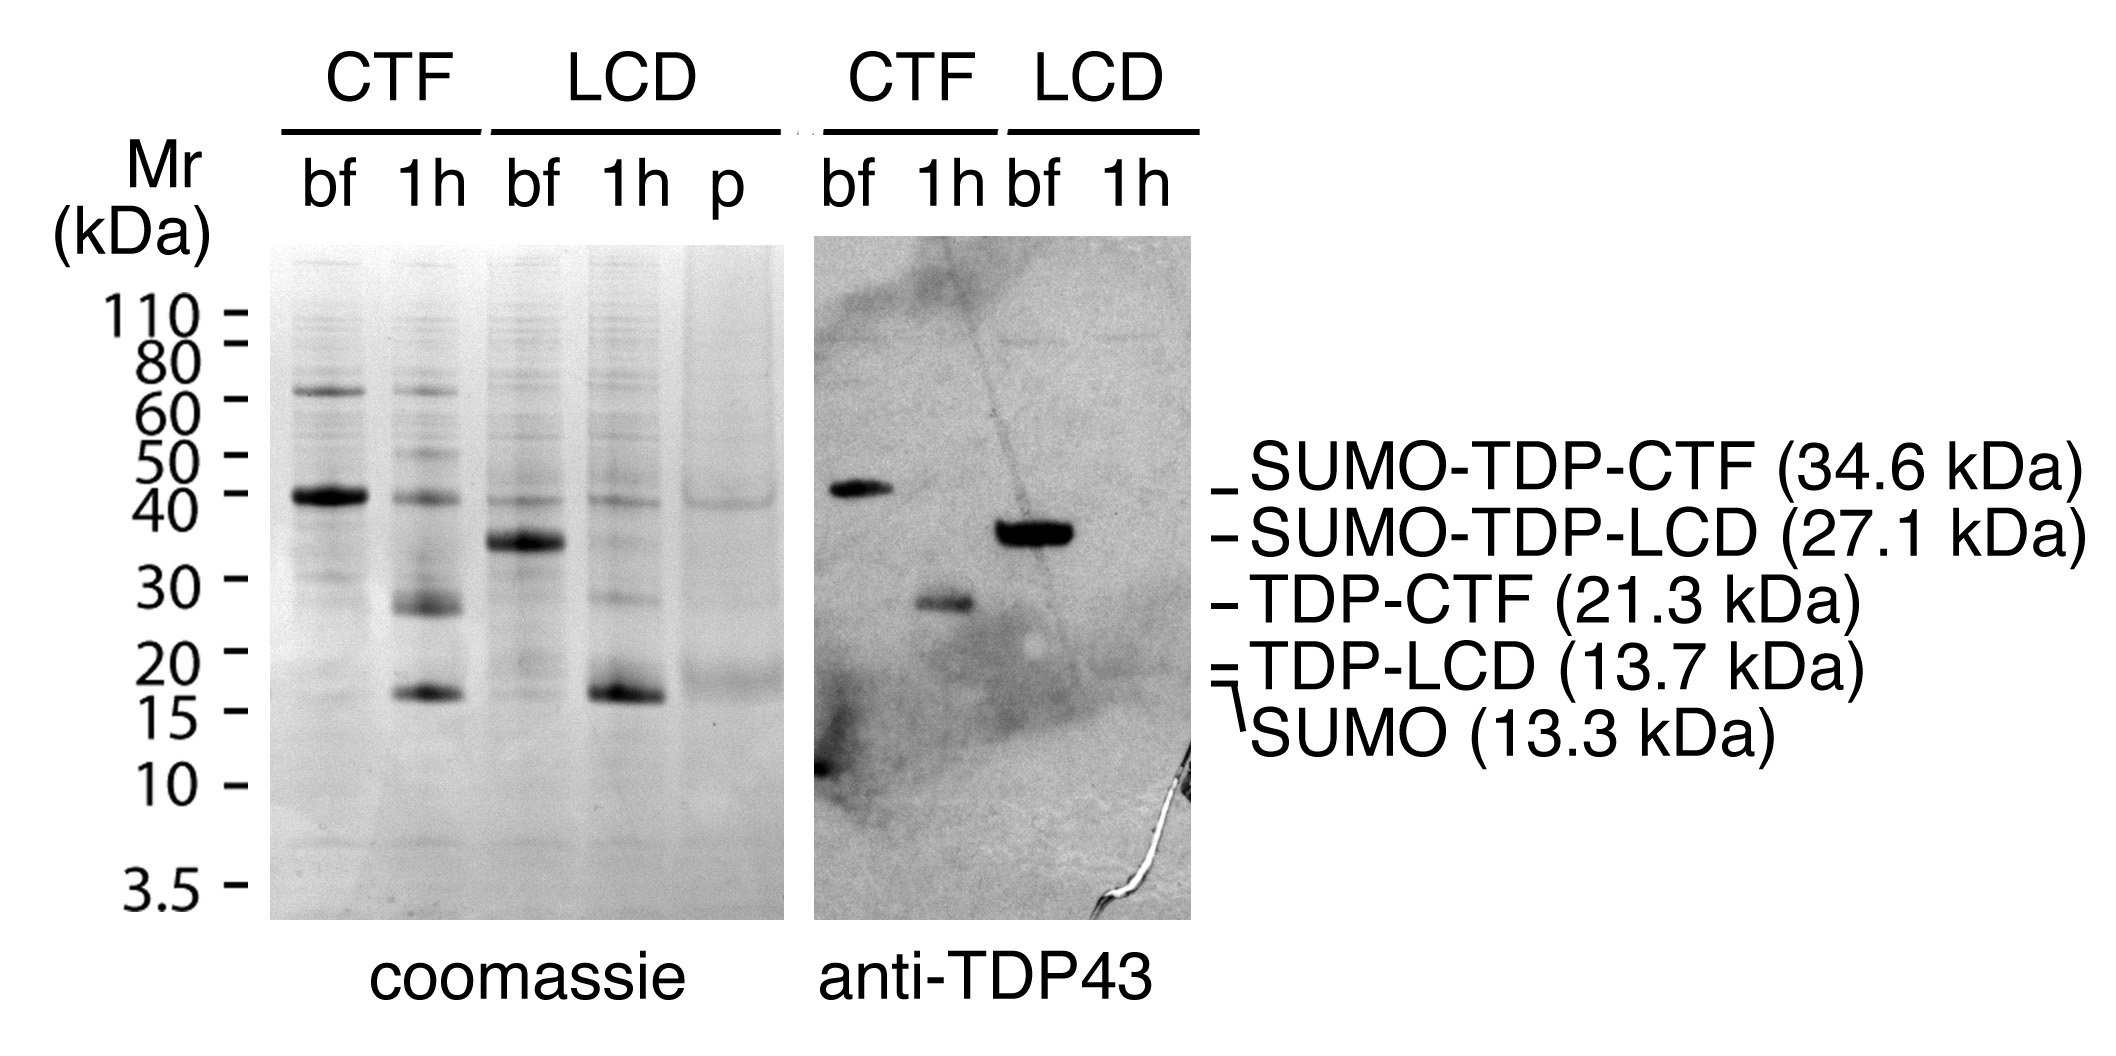 CTF LCD CTF LCD
Mr
(kDa)
bf 1h bf 1h p bf 1h bf 1h
110
80
60
50
40
30
20
15
10
3.5
SUMO-TDP-CTF (34.6 kDa)
SUMO-TDP-LCD (27.1 kDa)
TDP-CTF (21.3 kDa)
TDP-LCD (13.7 kDa)
SUMO (13.3 kDa)
coomassie anti-TDP43